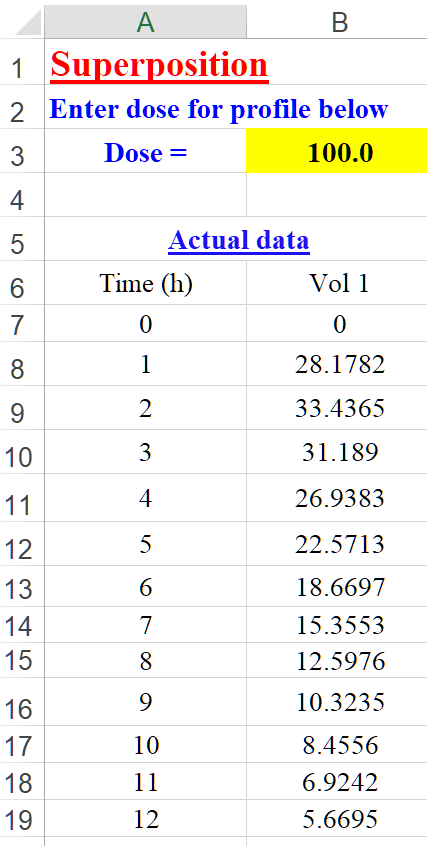 A B
1 Superposition
2 Enter dose for profile below
3 Dose = 100.0
4
5 Actual data
6 Time (h) Vol 1
7 0 0
8 1 28.1782
9 2 33.4365
10 3 31.189
11 4 26.9383
12 5 22.5713
13 6 18.6697
14 7 15.3553
15 8 12.5976
16 9 10.3235
17 10 8.4556
18 11 6.9242
19 12 5.6695